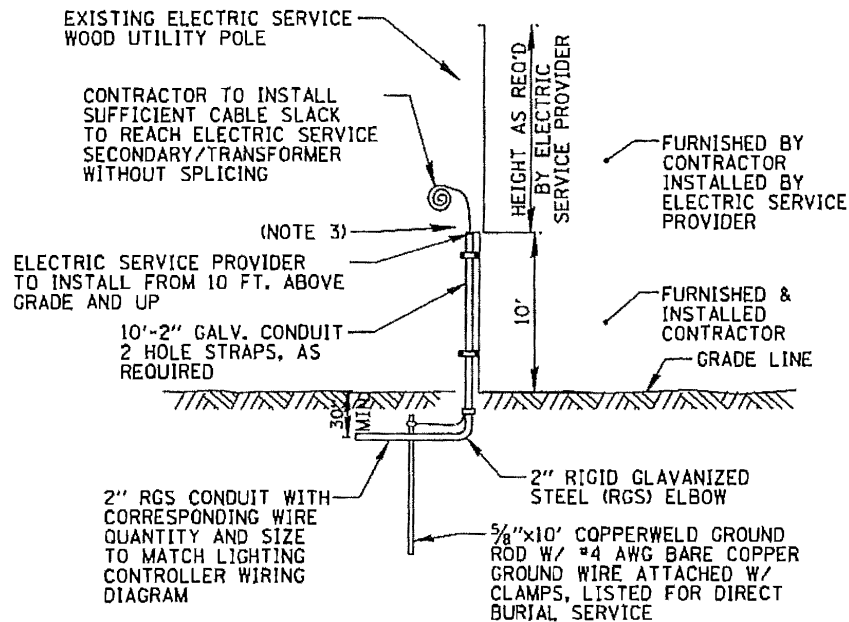 EXISTING ELECTRIC SERVICE
WOOD UTILITY POLE
CONTRACTOR TO INSTALL
SUFFICIENT CABLE SLACK
TO REACH ELECTRIC SERVICE
SECONDARY/TRANSFORMER
WITHOUT SPLICING
(NOTE 3)
ELECTRIC SERVICE PROVIDER
TO INSTALL FROM 10 FT. ABOVE
GRADE AND UP
10'-2" GALV. CONDUIT
2 HOLE STRAPS, AS
REQUIRED
HEIGHT AS REQ'D
BY ELECTRIC
SERVICE PROVIDER
10'
FURNISHED BY
CONTRACTOR
INSTALLED BY
ELECTRIC SERVICE
PROVIDER
FURNISHED &
INSTALLED
CONTRACTOR
GRADE LINE
30"
MIN
2" RGS CONDUIT WITH
CORRESPONDING WIRE
QUANTITY AND SIZE
TO MATCH LIGHTING
CONTROLLER WIRING
DIAGRAM
2" RIGID GLAVANIZED
STEEL (RGS) ELBOW
5/8"x10' COPPERWELD GROUND
ROD W/ #4 AWG BARE COPPER
GROUND WIRE ATTACHED W/
CLAMPS, LISTED FOR DIRECT
BURIAL SERVICE